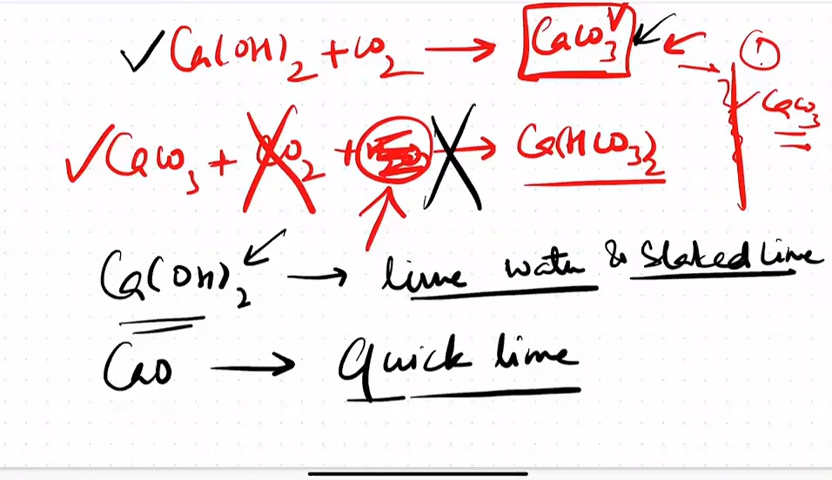 Ca(OH)2 + CO2 → CaCO3 ①
CaCO3
CaCO3 + CO2 + → Ca(HCO3)2
Ca(OH)2 → lime water & Slaked Lime
CaO → Quick lime